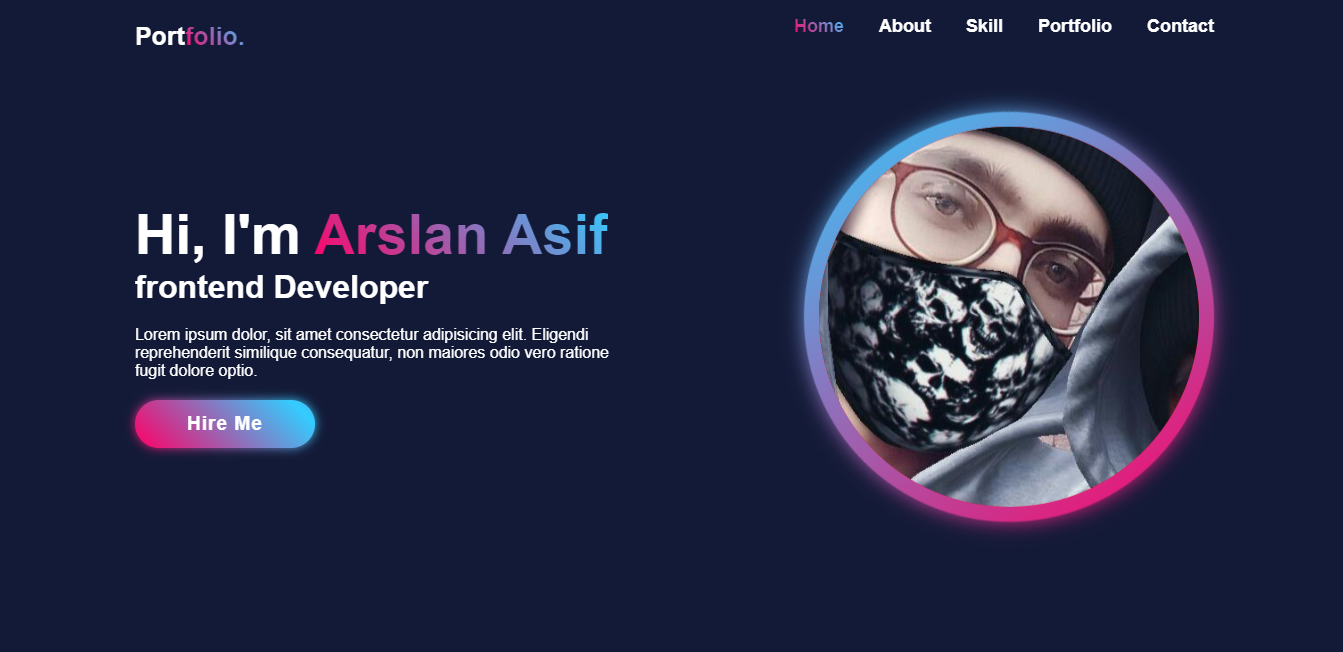 Portfolio.
Home About Skill Portfolio Contact
Hi, I'm Arslan Asif
frontend Developer
Lorem ipsum dolor, sit amet consectetur adipisicing elit. Eligendi
reprehenderit similique consequatur, non maiores odio vero ratione
fugit dolore optio.
Hire Me